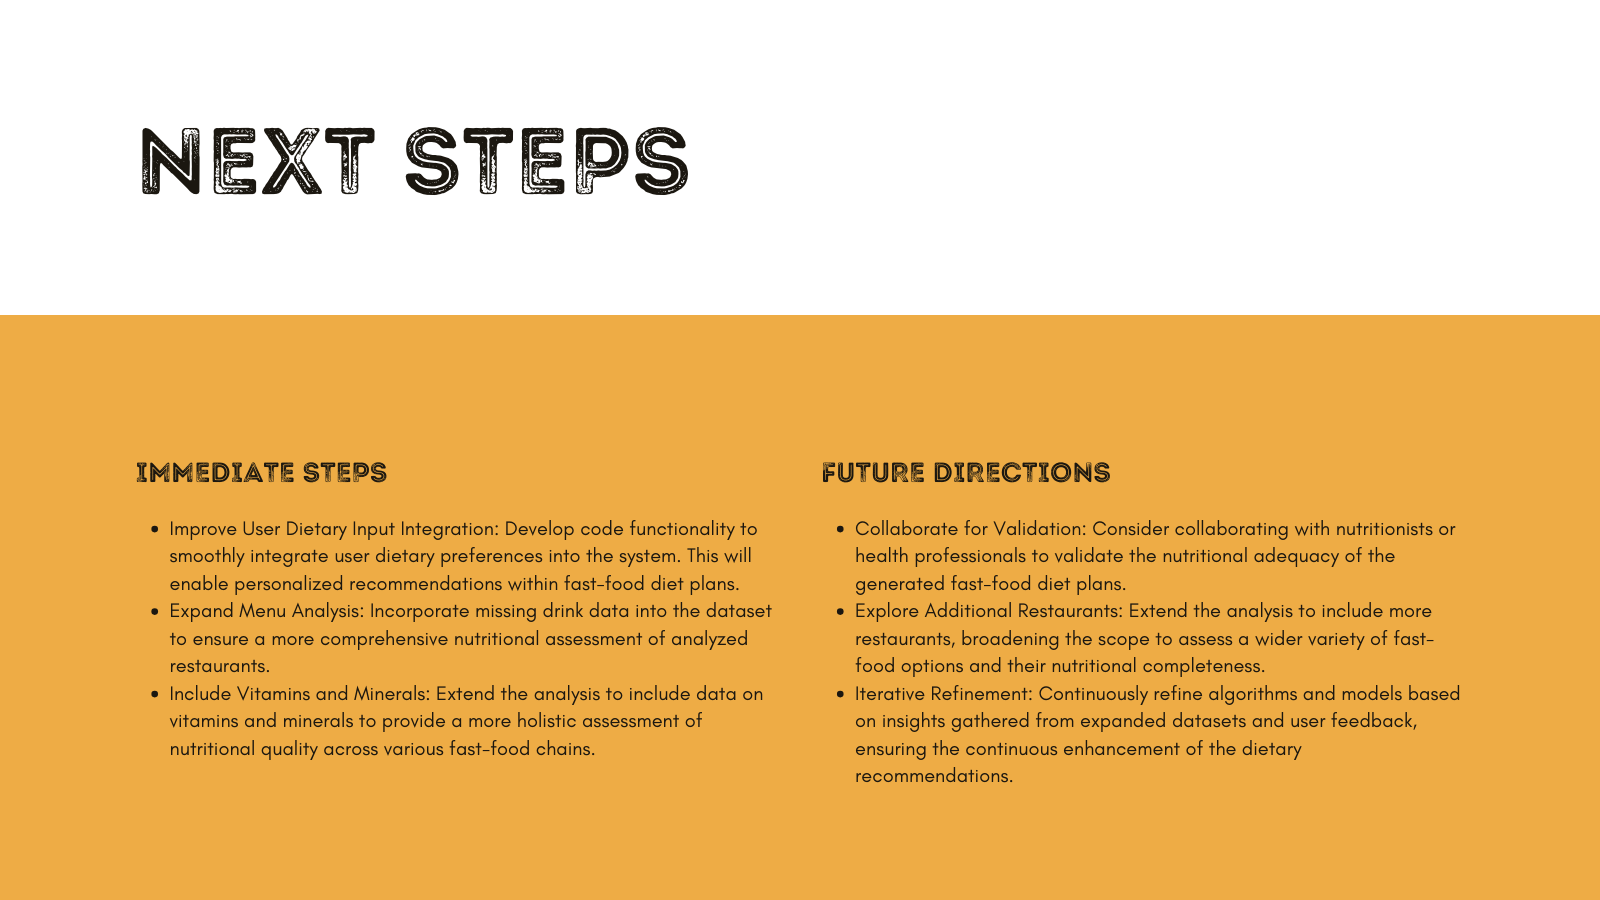 NEXT STEPS
IMMEDIATE STEPS
• Improve User Dietary Input Integration: Develop code functionality to
smoothly integrate user dietary preferences into the system. This will
enable personalized recommendations within fast-food diet plans.
• Expand Menu Analysis: Incorporate missing drink data into the dataset
to ensure a more comprehensive nutritional assessment of analyzed
restaurants.
• Include Vitamins and Minerals: Extend the analysis to include data on
vitamins and minerals to provide a more holistic assessment of
nutritional quality across various fast-food chains.
FUTURE DIRECTIONS
• Collaborate for Validation: Consider collaborating with nutritionists or
health professionals to validate the nutritional adequacy of the
generated fast-food diet plans.
• Explore Additional Restaurants: Extend the analysis to include more
restaurants, broadening the scope to assess a wider variety of fast-
food options and their nutritional completeness.
• Iterative Refinement: Continuously refine algorithms and models based
on insights gathered from expanded datasets and user feedback,
ensuring the continuous enhancement of the dietary
recommendations.